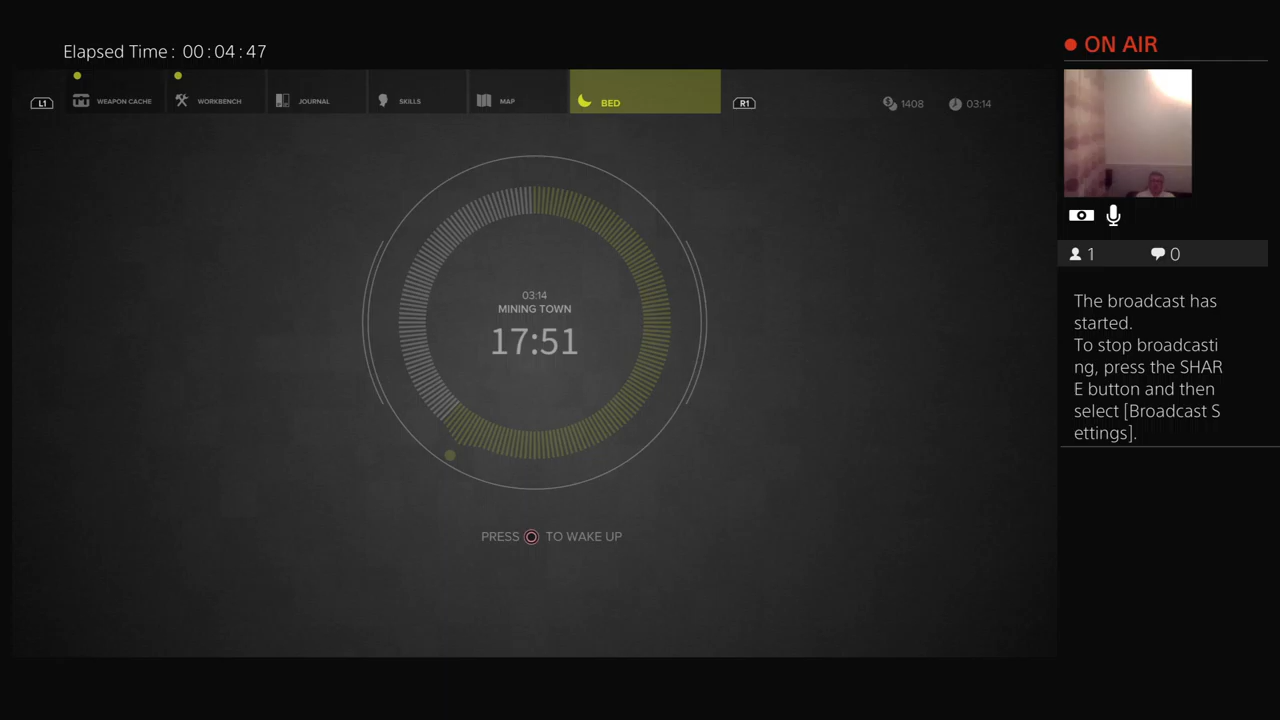 Elapsed Time: 00:04:47
ON AIR
L1
WEAPON CACHE
WORKBENCH
JOURNAL
SKILLS
MAP
BED
R1
1408
03:14
03:14
MINING TOWN
17:51
PRESS TO WAKE UP
1
0
The broadcast has
started.
To stop broadcasti
ng, press the SHAR
E button and then
select [Broadcast S
ettings].